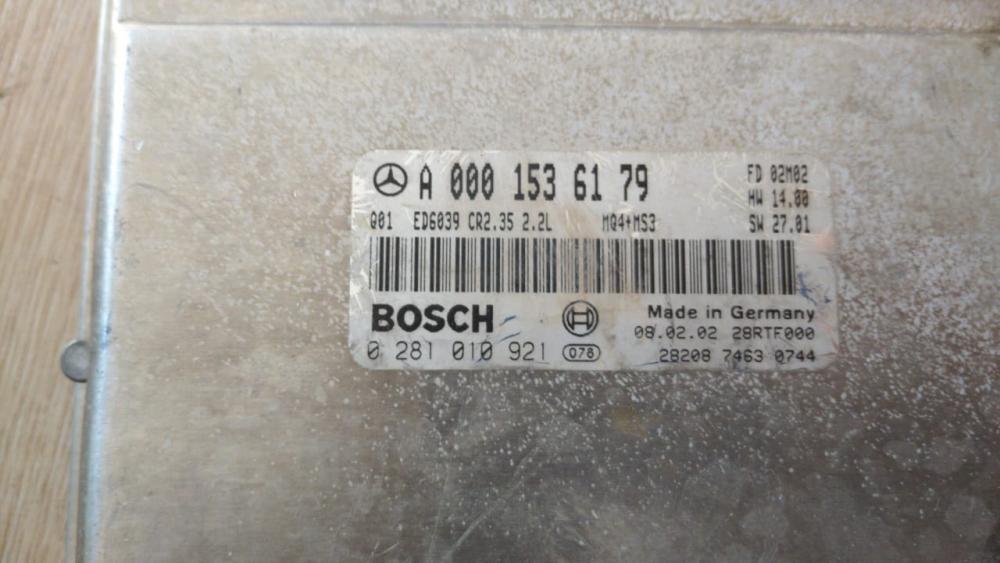 A 000 153 61 79
FD 02M02
HW 14.00
Q01 ED6039 CR2.35 2.2L MQ4+MS3 SW 27.01
BOSCH
Made in Germany
08.02.02 28RTF000
0 281 010 921 078 28208 7463 0744